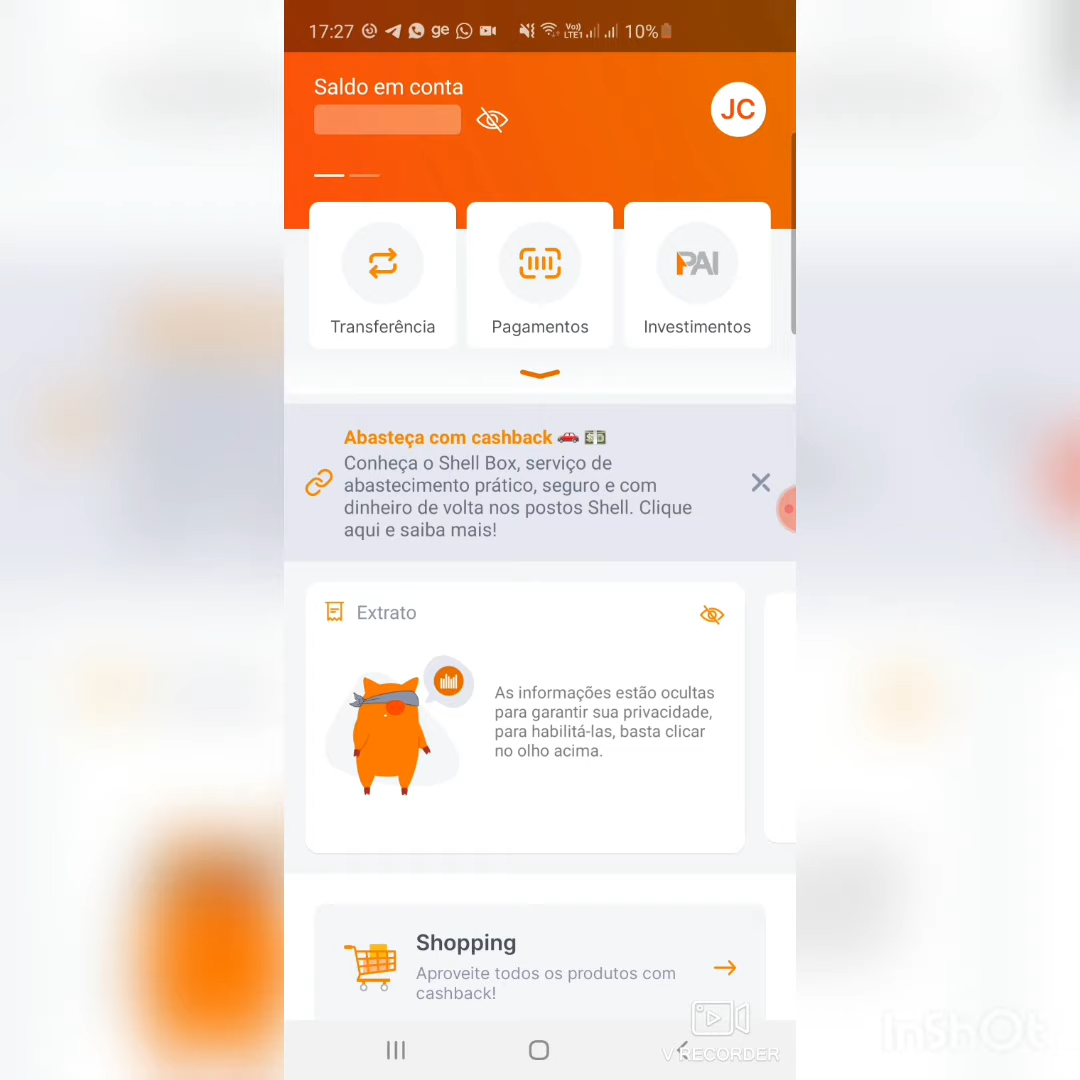 17:27 ge Vo)) LTE1 10%
Saldo em conta
JC
Transferência
Pagamentos
PAI
Investimentos
Abasteça com cashback
Conheça o Shell Box, serviço de
abastecimento prático, seguro e com
dinheiro de volta nos postos Shell. Clique
aqui e saiba mais!
Extrato
As informações estão ocultas
para garantir sua privacidade,
para habilitá-las, basta clicar
no olho acima.
Shopping
Aproveite todos os produtos com
cashback!
V RECORDER
InShOt